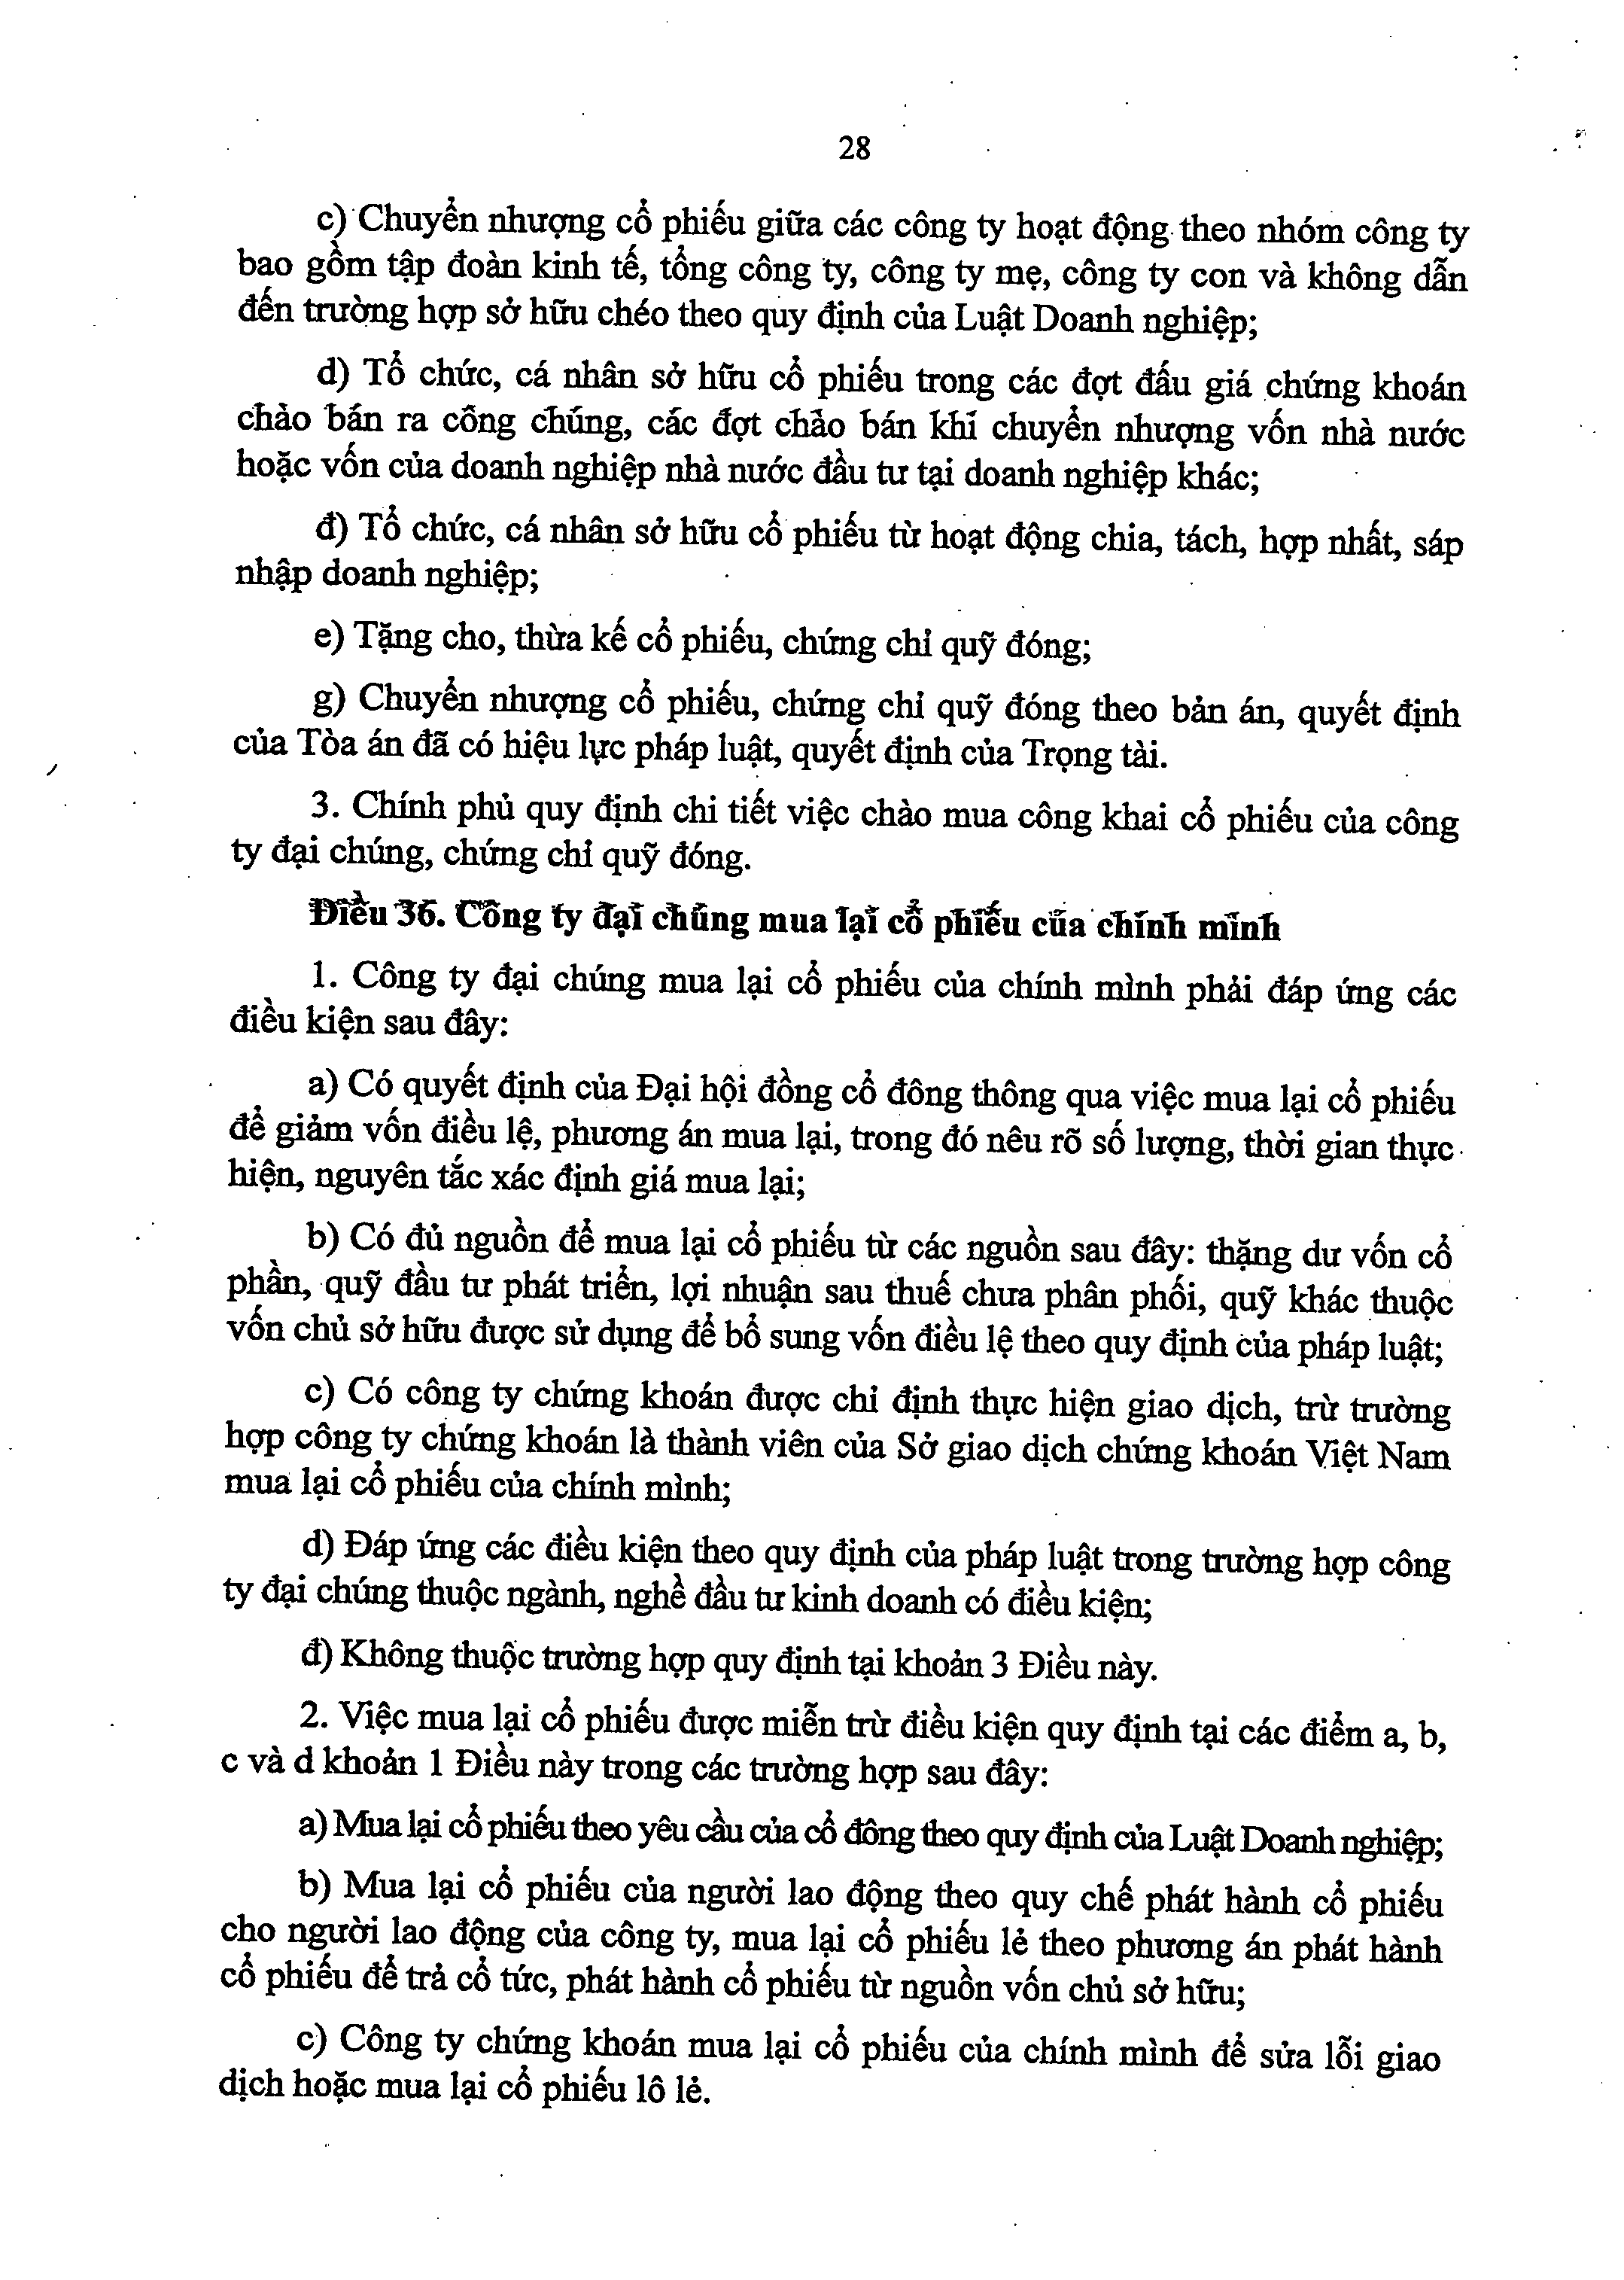 28
c) Chuyển nhượng cổ phiếu giữa các công ty hoạt động theo nhóm công ty
bao gồm tập đoàn kinh tế, tổng công ty, công ty mẹ, công ty con và không dẫn
đến trường hợp sở hữu chéo theo quy định của Luật Doanh nghiệp;
d) Tổ chức, cá nhân sở hữu cổ phiếu trong các đợt đấu giá chứng khoán
chào bán ra công chúng, các đợt chào bán khi chuyển nhượng vốn nhà nước
hoặc vốn của doanh nghiệp nhà nước đầu tư tại doanh nghiệp khác;
đ) Tổ chức, cá nhân sở hữu cổ phiếu từ hoạt động chia, tách, hợp nhất, sáp
nhập doanh nghiệp;
e) Tặng cho, thừa kế cổ phiếu, chứng chỉ quỹ đóng;
g) Chuyển nhượng cổ phiếu, chứng chỉ quỹ đóng theo bản án, quyết định
của Tòa án đã có hiệu lực pháp luật, quyết định của Trọng tài.
3. Chính phủ quy định chi tiết việc chào mua công khai cổ phiếu của công
ty đại chúng, chứng chỉ quỹ đóng.
Điều 36. Công ty đại chúng mua lại cổ phiếu của chính mình
1. Công ty đại chúng mua lại cổ phiếu của chính mình phải đáp ứng các
điều kiện sau đây:
a) Có quyết định của Đại hội đồng cổ đông thông qua việc mua lại cổ phiếu
để giảm vốn điều lệ, phương án mua lại, trong đó nêu rõ số lượng, thời gian thực
hiện, nguyên tắc xác định giá mua lại;
b) Có đủ nguồn để mua lại cổ phiếu từ các nguồn sau đây: thặng dư vốn cổ
phần, quỹ đầu tư phát triển, lợi nhuận sau thuế chưa phân phối, quỹ khác thuộc
vốn chủ sở hữu được sử dụng để bổ sung vốn điều lệ theo quy định của pháp luật;
c) Có công ty chứng khoán được chỉ định thực hiện giao dịch, trừ trường
hợp công ty chứng khoán là thành viên của Sở giao dịch chứng khoán Việt Nam
mua lại cổ phiếu của chính mình;
d) Đáp ứng các điều kiện theo quy định của pháp luật trong trường hợp công
ty đại chúng thuộc ngành, nghề đầu tư kinh doanh có điều kiện;
đ) Không thuộc trường hợp quy định tại khoản 3 Điều này.
2. Việc mua lại cổ phiếu được miễn trừ điều kiện quy định tại các điểm a, b,
c và d khoản 1 Điều này trong các trường hợp sau đây:
a) Mua lại cổ phiếu theo yêu cầu của cổ đông theo quy định của Luật Doanh nghiệp;
b) Mua lại cổ phiếu của người lao động theo quy chế phát hành cổ phiếu
cho người lao động của công ty, mua lại cổ phiếu lẻ theo phương án phát hành
cổ phiếu để trả cổ tức, phát hành cổ phiếu từ nguồn vốn chủ sở hữu;
c) Công ty chứng khoán mua lại cổ phiếu của chính mình để sửa lỗi giao
dịch hoặc mua lại cổ phiếu lô lẻ.